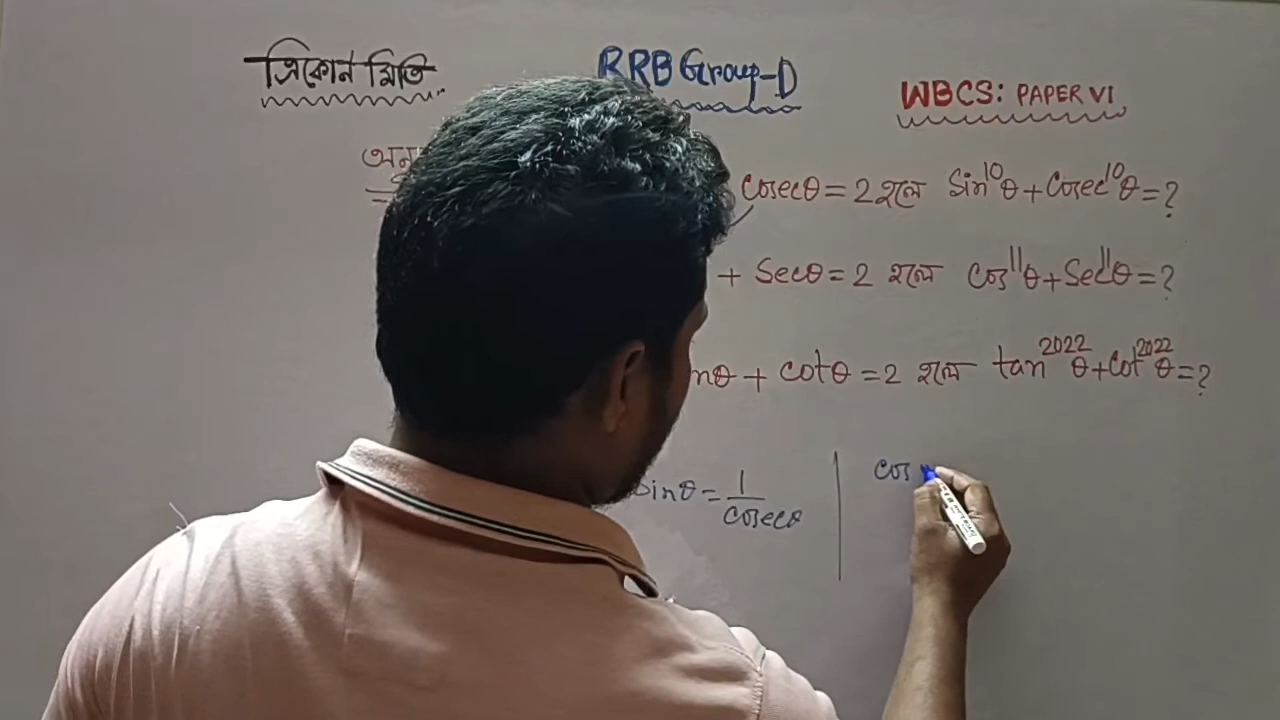 ত্রিকোন মিতি
RRB Group-D
WBCS: PAPER VI
cosecθ = 2 হলে sin¹⁰θ + cosec¹⁰θ = ?
+ secθ = 2 হলে cos¹¹θ + sec¹¹θ = ?
nθ + cotθ = 2 হলে tan²⁰²²θ + cot²⁰²²θ = ?
sinθ = 1/cosecθ
cos